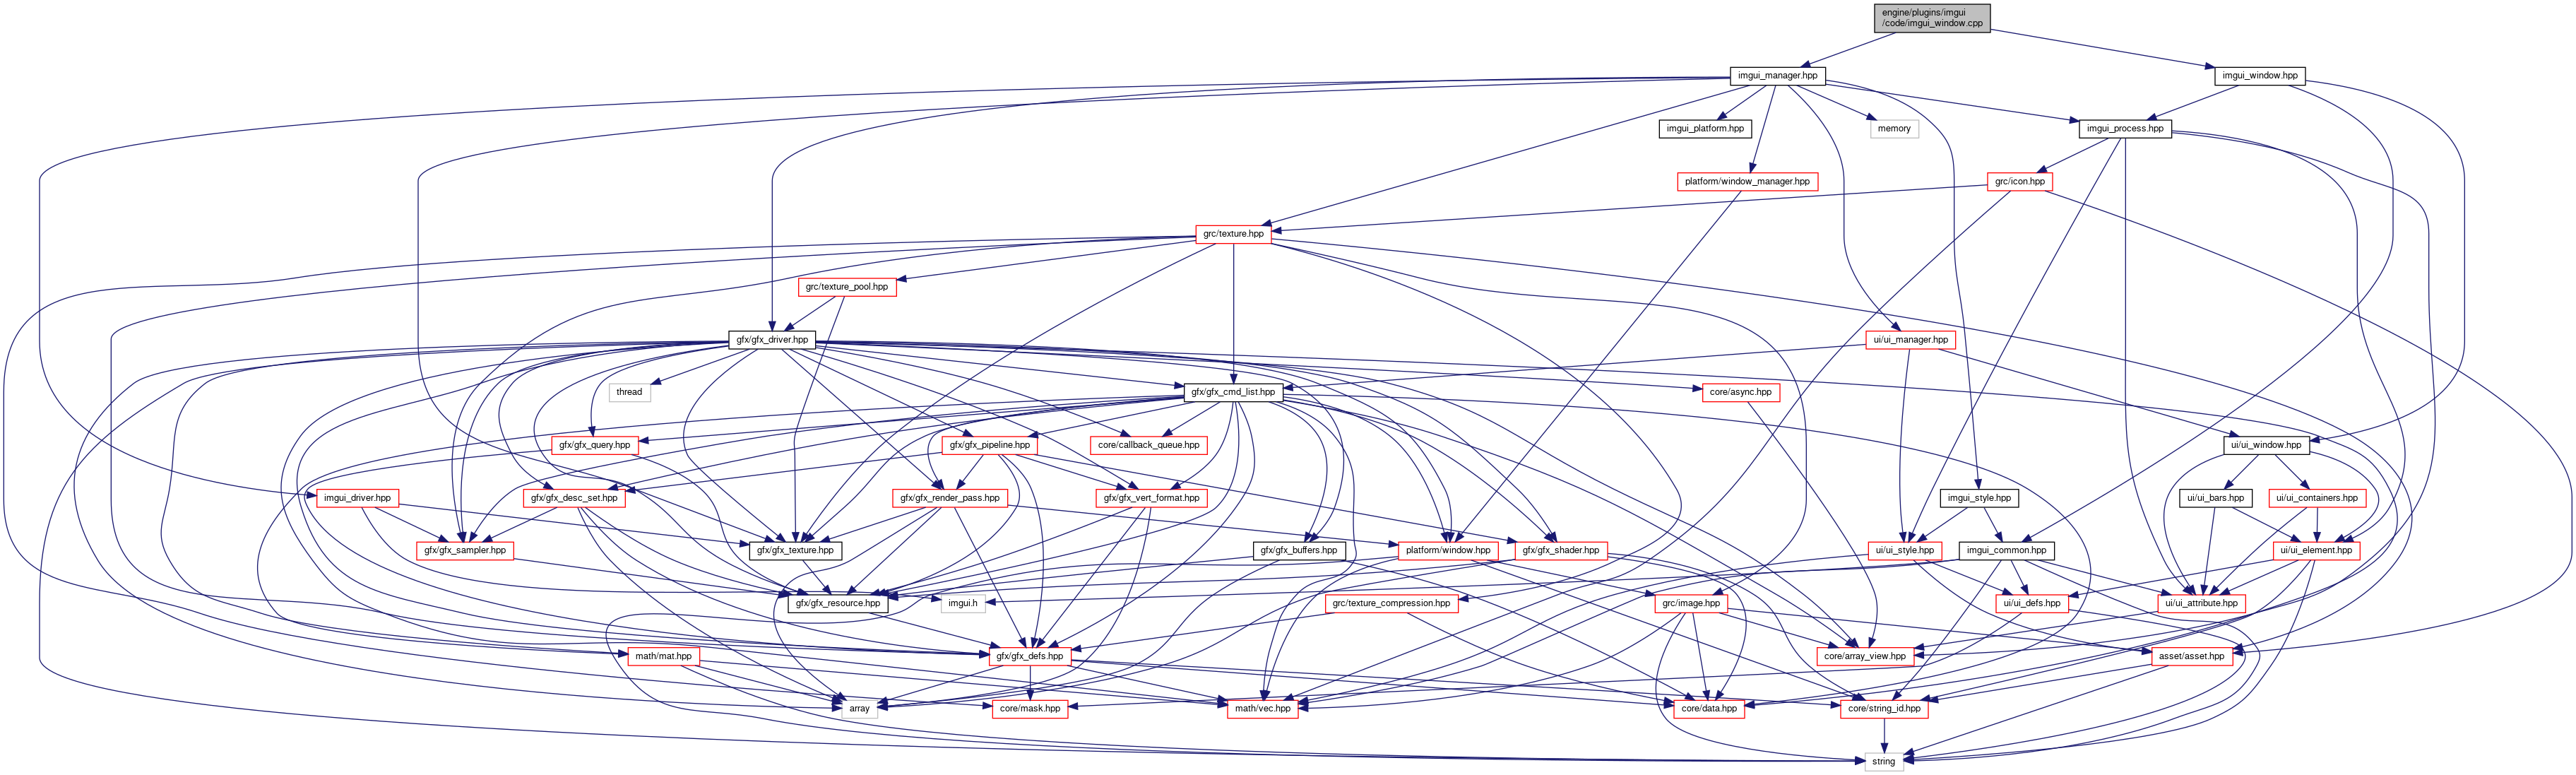 engine/plugins/imgui
/code/imgui_window.cpp
imgui_manager.hpp
imgui_window.hpp
imgui_platform.hpp
memory
imgui_process.hpp
platform/window_manager.hpp
grc/icon.hpp
grc/texture.hpp
grc/texture_pool.hpp
gfx/gfx_driver.hpp
ui/ui_manager.hpp
thread
gfx/gfx_cmd_list.hpp
core/async.hpp
gfx/gfx_query.hpp
gfx/gfx_pipeline.hpp
core/callback_queue.hpp
ui/ui_window.hpp
imgui_driver.hpp
gfx/gfx_desc_set.hpp
gfx/gfx_render_pass.hpp
gfx/gfx_vert_format.hpp
imgui_style.hpp
ui/ui_bars.hpp
ui/ui_containers.hpp
gfx/gfx_sampler.hpp
gfx/gfx_texture.hpp
gfx/gfx_buffers.hpp
platform/window.hpp
gfx/gfx_shader.hpp
ui/ui_style.hpp
imgui_common.hpp
ui/ui_element.hpp
gfx/gfx_resource.hpp
imgui.h
grc/texture_compression.hpp
grc/image.hpp
ui/ui_defs.hpp
ui/ui_attribute.hpp
math/mat.hpp
gfx/gfx_defs.hpp
core/array_view.hpp
asset/asset.hpp
array
core/mask.hpp
math/vec.hpp
core/data.hpp
core/string_id.hpp
string